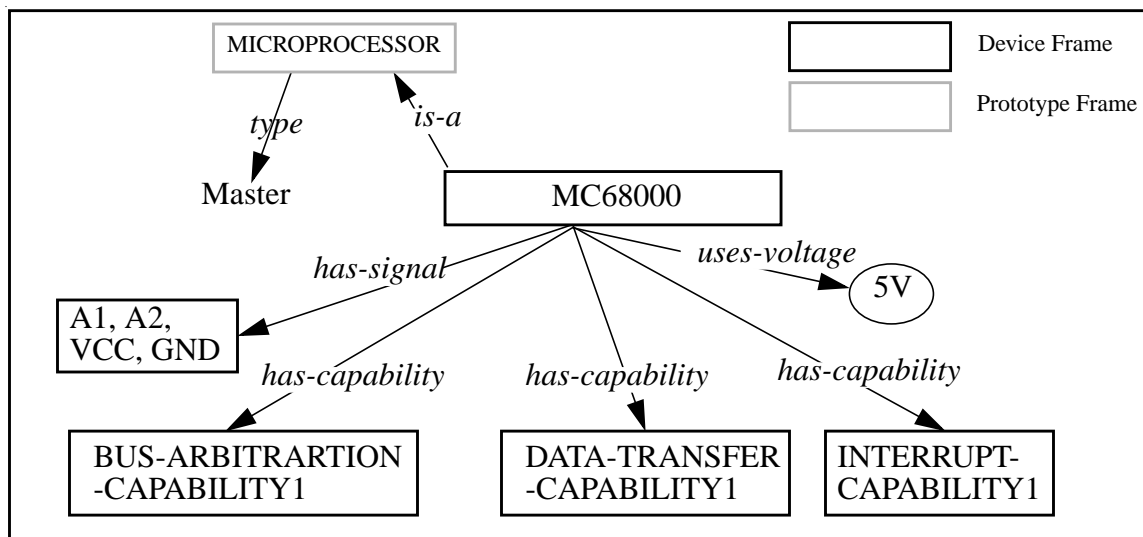 MICROPROCESSOR
Device Frame
Prototype Frame
type
is-a
Master
MC68000
uses-voltage
has-signal
5V
A1, A2,
VCC, GND
has-capability
has-capability
has-capability
BUS-ARBITRARTION
-CAPABILITY1
DATA-TRANSFER
-CAPABILITY1
INTERRUPT-
CAPABILITY1